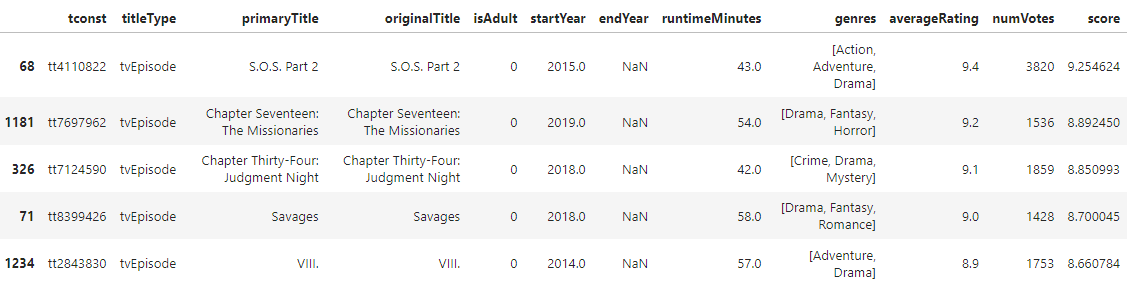 tconst titleType primaryTitle originalTitle isAdult startYear endYear runtimeMinutes genres averageRating numVotes score
68 tt4110822 tvEpisode S.O.S. Part 2 S.O.S. Part 2 0 2015.0 NaN 43.0 [Action, Adventure, Drama] 9.4 3820 9.254624
1181 tt7697962 tvEpisode Chapter Seventeen: The Missionaries Chapter Seventeen: The Missionaries 0 2019.0 NaN 54.0 [Drama, Fantasy, Horror] 9.2 1536 8.892450
326 tt7124590 tvEpisode Chapter Thirty-Four: Judgment Night Chapter Thirty-Four: Judgment Night 0 2018.0 NaN 42.0 [Crime, Drama, Mystery] 9.1 1859 8.850993
71 tt8399426 tvEpisode Savages Savages 0 2018.0 NaN 58.0 [Drama, Fantasy, Romance] 9.0 1428 8.700045
1234 tt2843830 tvEpisode VIII. VIII. 0 2014.0 NaN 57.0 [Adventure, Drama] 8.9 1753 8.660784